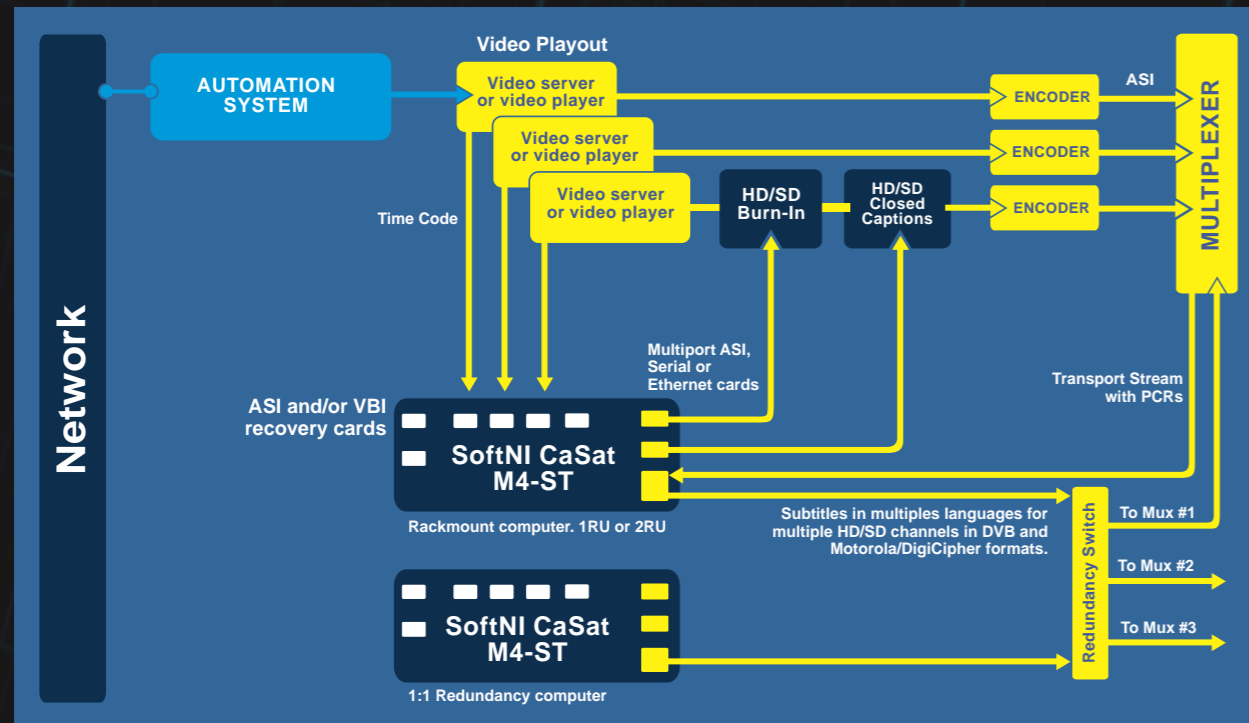 Network
AUTOMATION
SYSTEM
Video Playout
Video server
or video player
Video server
or video player
Video server
or video player
Time Code
HD/SD
Burn-In
HD/SD
Closed
Captions
ENCODER
ENCODER
ENCODER
ASI
MULTIPLEXER
Multiport ASI,
Serial or
Ethernet cards
Transport Stream
with PCRs
ASI and/or VBI
recovery cards
SoftNI CaSat
M4-ST
Rackmount computer. 1RU or 2RU
Subtitles in multiples languages for
multiple HD/SD channels in DVB and
Motorola/DigiCipher formats.
Redundancy Switch
To Mux #1
To Mux #2
To Mux #3
SoftNI CaSat
M4-ST
1:1 Redundancy computer